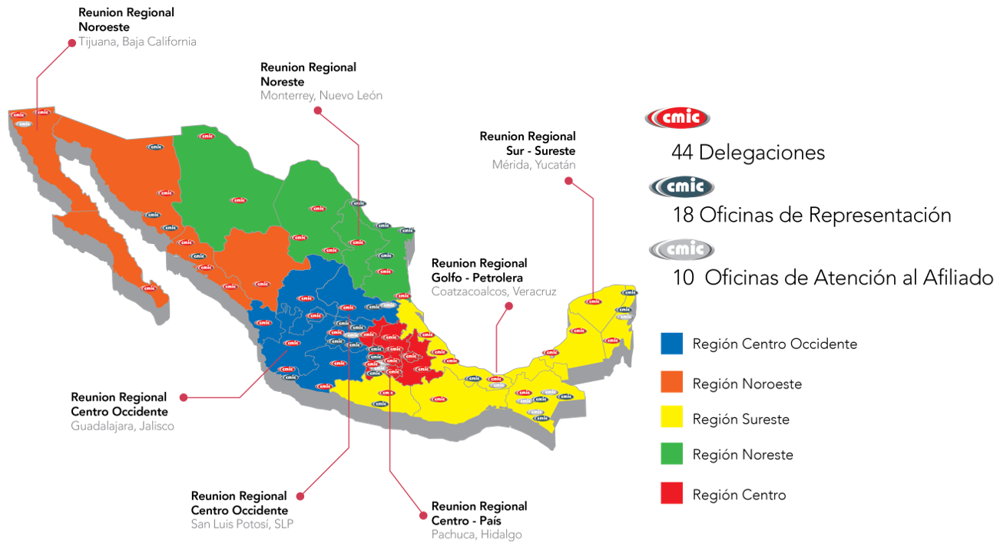 Reunion Regional
Noroeste
Tijuana, Baja California
Reunion Regional
Noreste
Monterrey, Nuevo León
Reunion Regional
Sur - Sureste
Mérida, Yucatán
Reunion Regional
Golfo - Petrolera
Coatzacoalcos, Veracruz
Reunion Regional
Centro Occidente
Guadalajara, Jalisco
Reunion Regional
Centro Occidente
San Luis Potosí, SLP
Reunion Regional
Centro - País
Pachuca, Hidalgo
cmic
44 Delegaciones
cmic
18 Oficinas de Representación
cmic
10 Oficinas de Atención al Afiliado
Región Centro Occidente
Región Noroeste
Región Sureste
Región Noreste
Región Centro